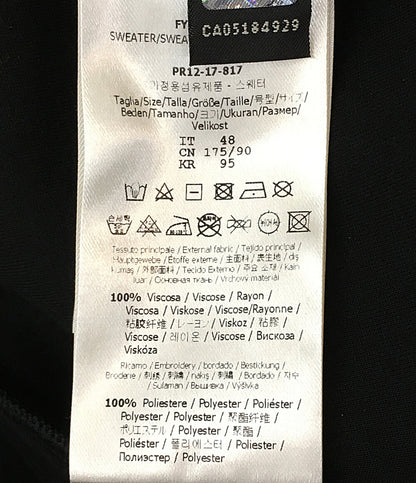 FY
SWEATER/SWEA
CA05184929
PR12-17-817
가정용섬유제품 - 스웨터
Taglia/Size/Talla/Größe/Taille/号型/サイズ/
Beden/Tamanho/크기/Ukuran/Размер/
Velikost
IT 48
CN 175/90
KR 95
Tessuto principale / External fabric / Tejido principal /
Hauptgewebe / Étoffe externe / 主面料 / 表生地 / dış
kumaş / 外部面料 / Tecido Externo / 주요 소재 / kain
luar / Основная ткань / Vrchový materiál
100% Viscosa / Viscose / Rayon /
Viscosa / Viskose / Viscose/Rayonne /
粘胶纤维 / レーヨン / Viskoz / 粘膠 /
Viscose / 레이온 / Viscose / Вискоза /
Viskóza
Ricamo / Embroidery / bordado / Bestickung /
Broderie / 刺绣 / 刺繍 / nakış / 刺繡 / Bordado / 자수
/ Sulaman / Вышивка / Výšivka
100% Poliestere / Polyester / Poliéster /
Polyester / Polyester / 聚酯纤维 /
ポリエステル / Polyester / 聚酯 /
Poliéster / 폴리에스터 / Poliester /
Полиэстер / Polyester